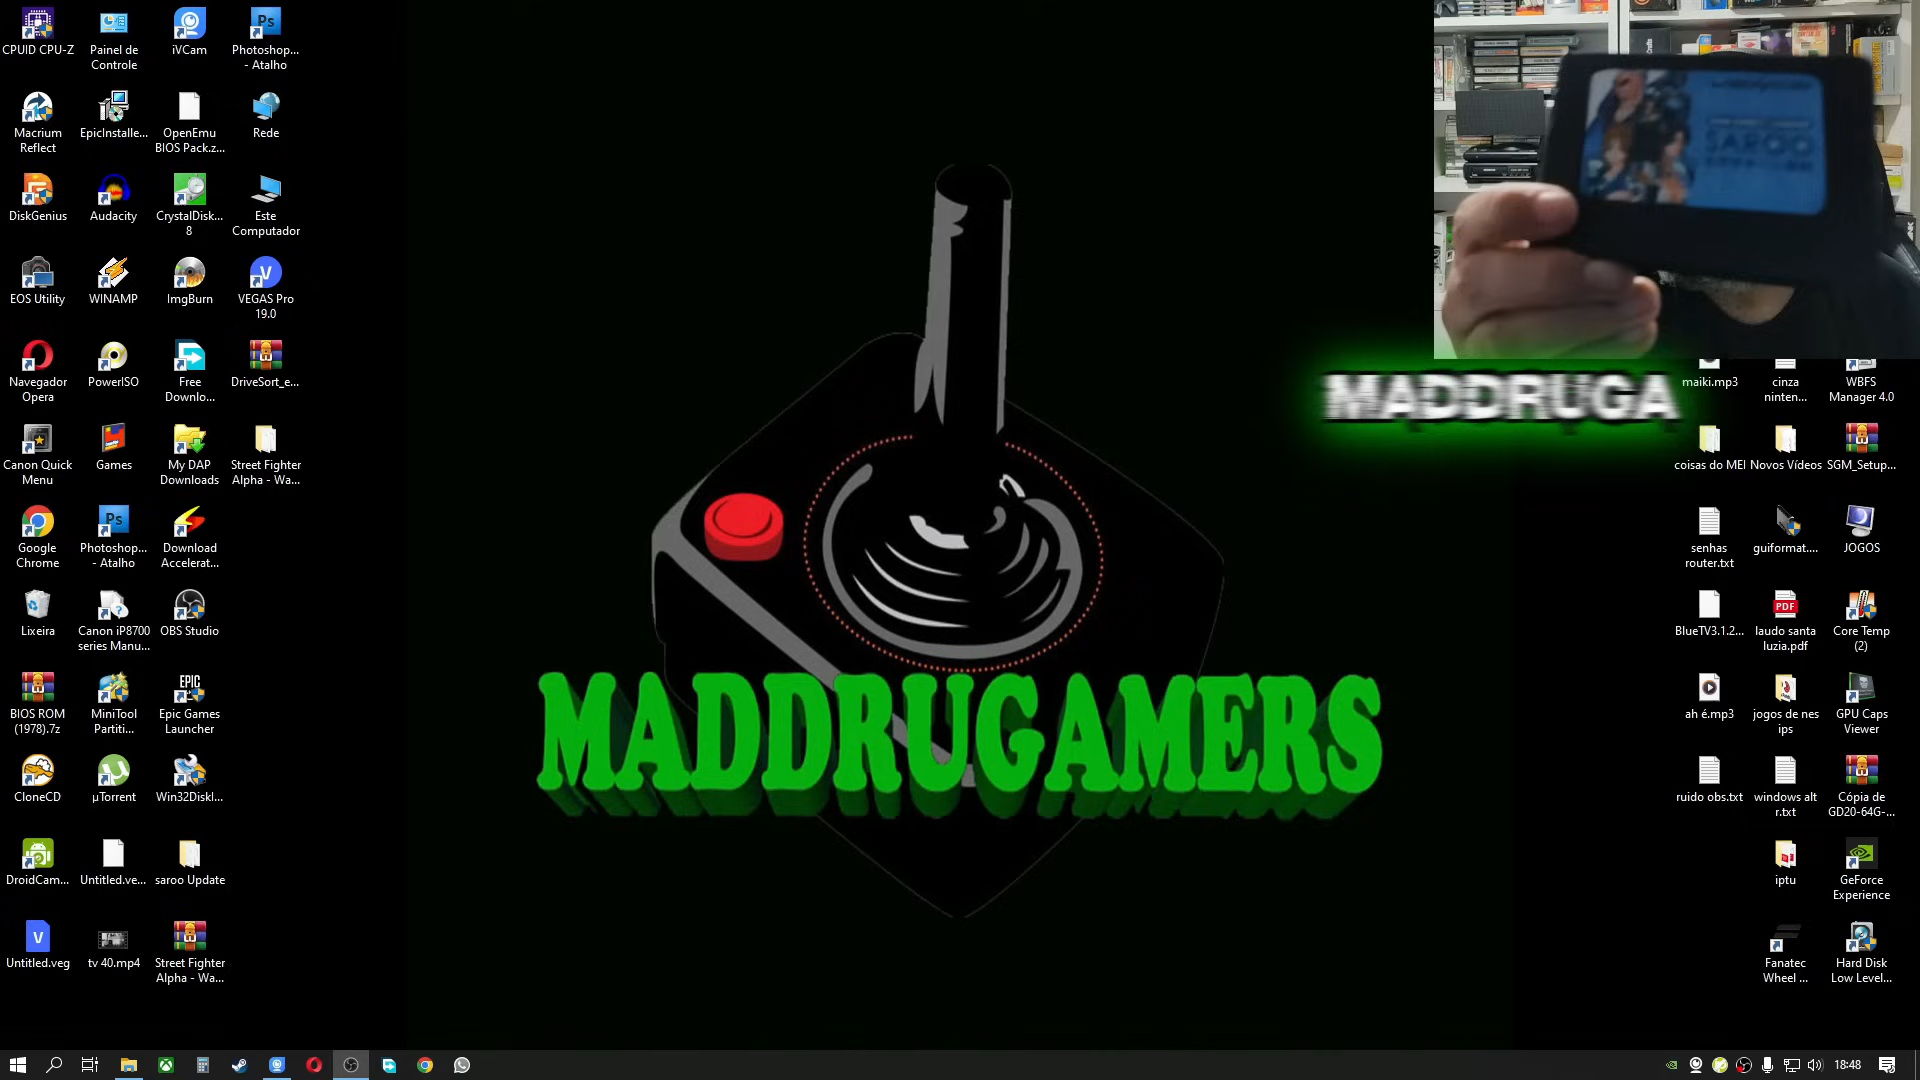 CPUID CPU-Z
Painel de
Controle
iVCam
Photoshop...
- Atalho
Macrium
Reflect
EpicInstalle...
OpenEmu
BIOS Pack.z...
Rede
DiskGenius
Audacity
CrystalDisk...
8
Este
Computador
EOS Utility
WINAMP
ImgBurn
VEGAS Pro
19.0
Navegador
Opera
PowerISO
Free
Downlo...
DriveSort_e...
Canon Quick
Menu
Games
My DAP
Downloads
Street Fighter
Alpha - Wa...
Google
Chrome
Photoshop...
- Atalho
Download
Accelerat...
Lixeira
Canon iP8700
series Manu...
OBS Studio
BIOS ROM
(1978).7z
MiniTool
Partiti...
EPIC
Epic Games
Launcher
CloneCD
µTorrent
Win32DiskI...
DroidCam...
Untitled.ve...
saroo Update
Untitled.veg
tv 40.mp4
Street Fighter
Alpha - Wa...
SAROO
MADDRUGA
MADDRUGAMERS
maiki.mp3
cinza
ninten...
WBFS
Manager 4.0
coisas do MEI
Novos Vídeos
SGM_Setup...
senhas
router.txt
guiformat....
JOGOS
BlueTV3.1.2...
PDF
laudo santa
luzia.pdf
Core Temp
(2)
ah é.mp3
jogos de nes
ips
GPU Caps
Viewer
ruido obs.txt
windows alt
r.txt
Cópia de
GD20-64G-...
iptu
GeForce
Experience
Fanatec
Wheel ...
Hard Disk
Low Level...
18:48